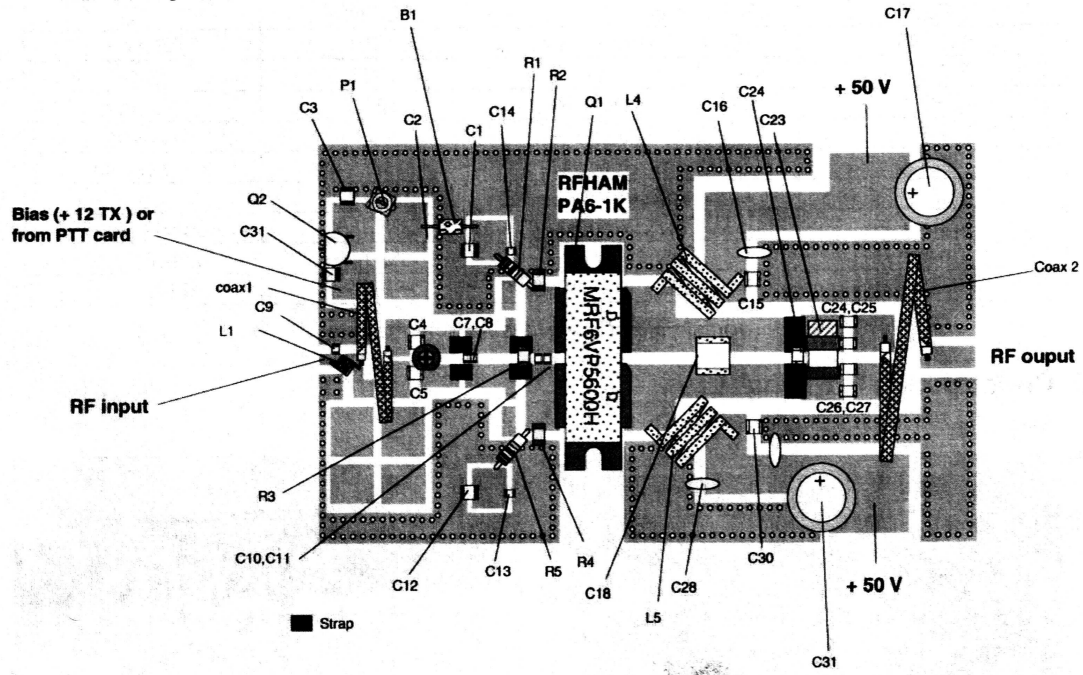 C17
B1
R1
R2
P1
C14
Q1
L4
C24
+ 50 V
C3
C2
C1
C16
C23
RFHAM
PA6-1K
Q2
Bias (+ 12 TX ) or
from PTT card
C31
coax1
Coax 2
C9
C4
C7,C8
C15
C24,C25
L1
MRF6VP5600H
D
D
RF ouput
RF input
C5
C26,C27
R3
C10,C11
C12
C13
R5
R4
C18
L5
C28
C30
+ 50 V
Strap
C31